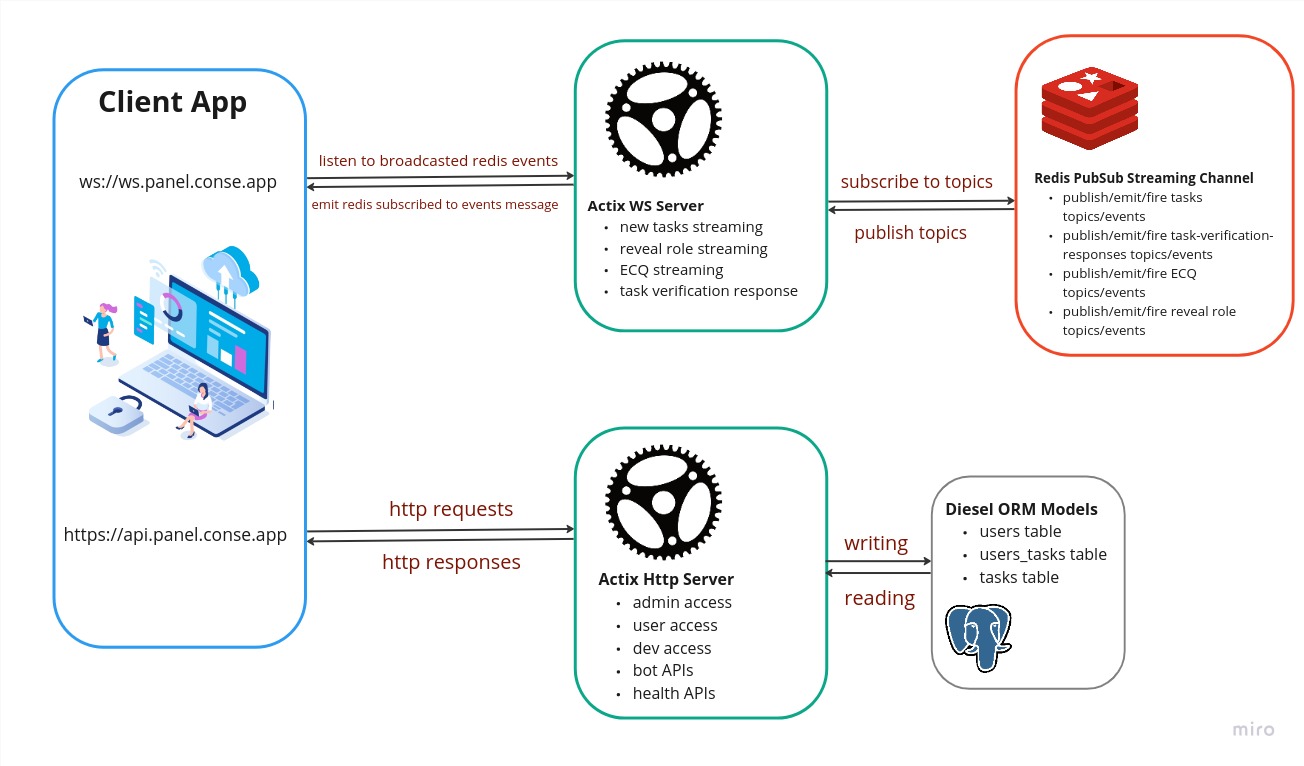 Client App
ws://ws.panel.conse.app
https://api.panel.conse.app
listen to broadcasted redis events
emit redis subscribed to events message
Actix WS Server
• new tasks streaming
• reveal role streaming
• ECQ streaming
• task verification response
subscribe to topics
publish topics
Redis PubSub Streaming Channel
• publish/emit/fire tasks
topics/events
• publish/emit/fire task-verification-
responses topics/events
• publish/emit/fire ECQ
topics/events
• publish/emit/fire reveal role
topics/events
http requests
http responses
Actix Http Server
• admin access
• user access
• dev access
• bot APIs
• health APIs
writing
reading
Diesel ORM Models
• users table
• users_tasks table
• tasks table
miro